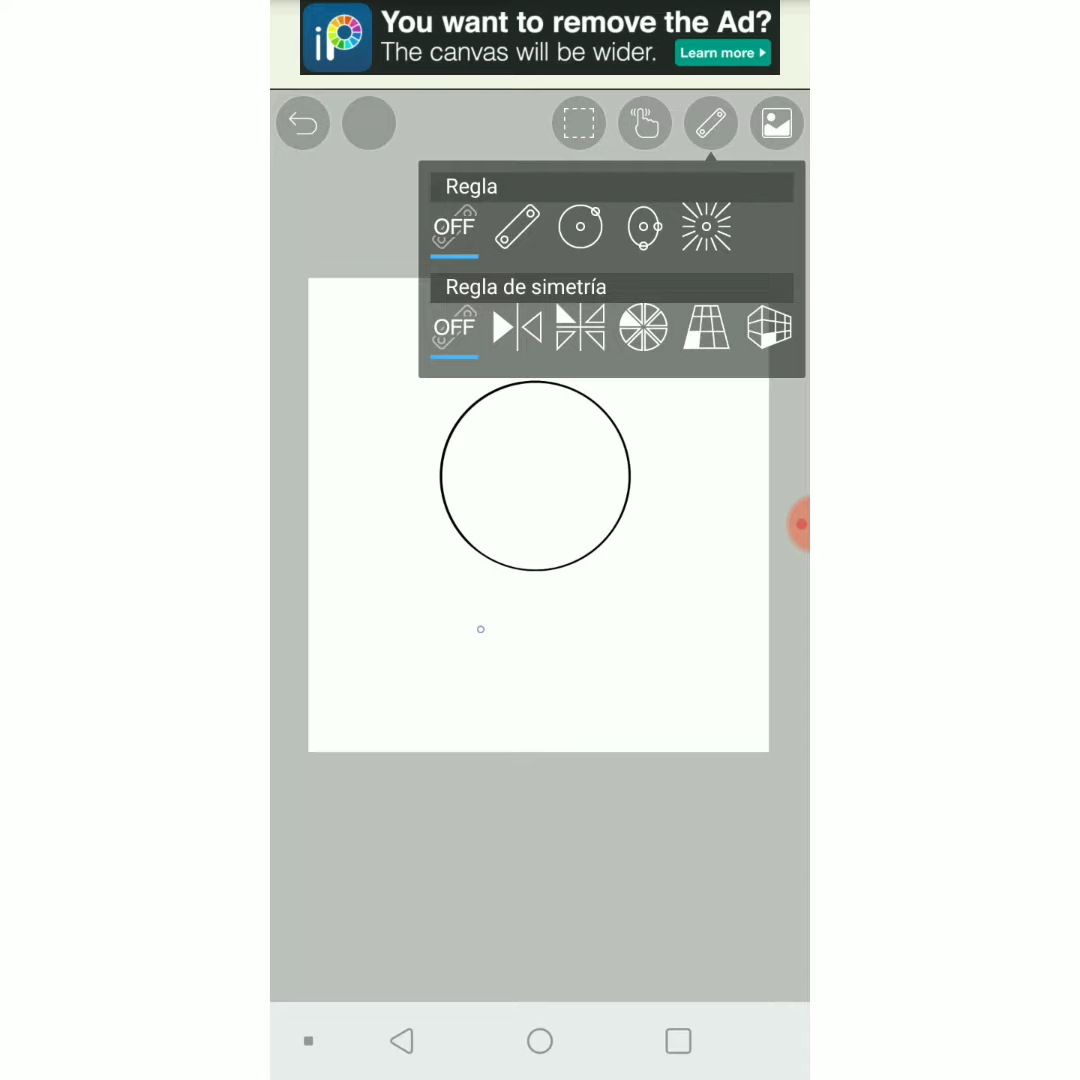 iP
You want to remove the Ad?
The canvas will be wider.
Learn more
Regla
OFF
Regla de simetría
OFF